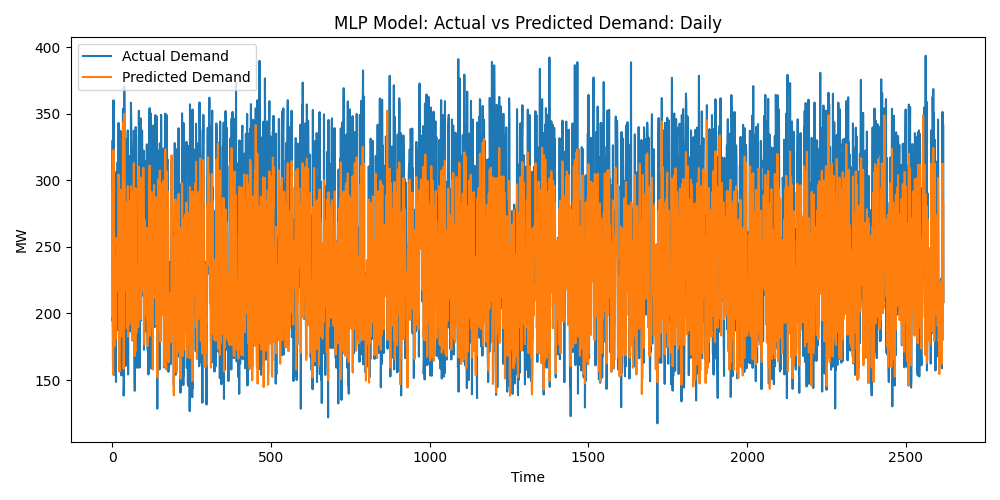 MLP Model: Actual vs Predicted Demand: Daily
Actual Demand
Predicted Demand
MW
400
350
300
250
200
150
0 500 1000 1500 2000 2500
Time